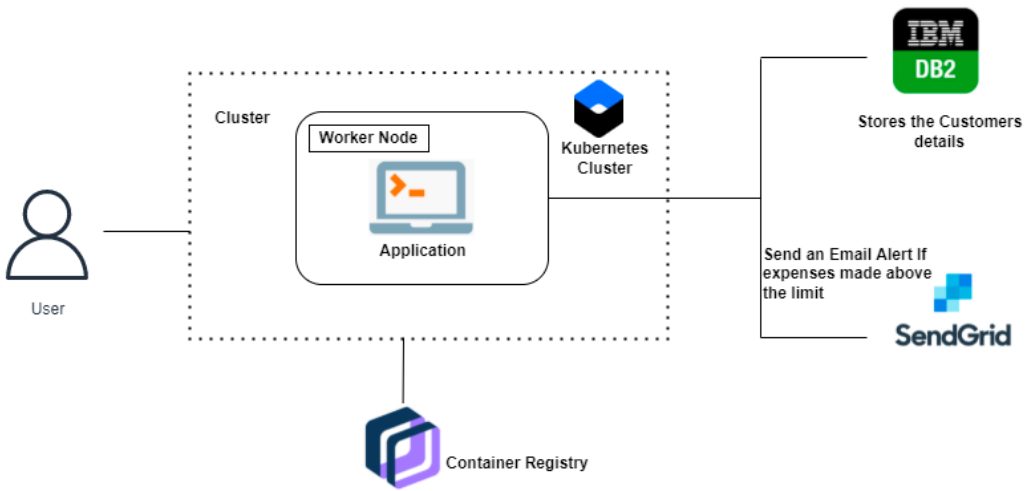 IBM
DB2
Stores the Customers
details
Cluster
Worker Node
Kubernetes
Cluster
Application
User
Send an Email Alert If
expenses made above
the limit
SendGrid
Container Registry